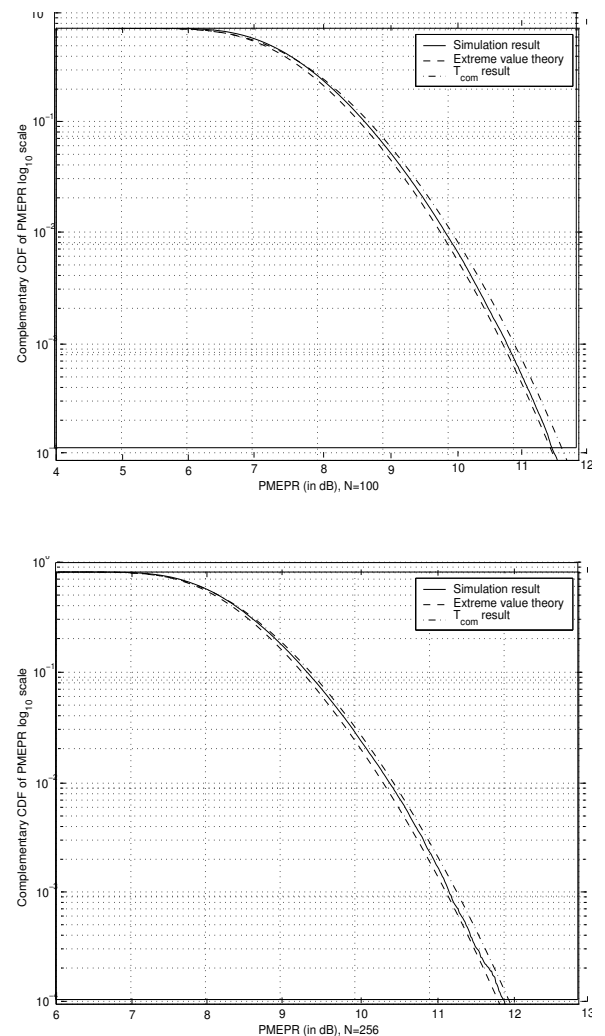 10
Simulation result
Extreme value theory
T_com result
Complementary CDF of PMEPR log_10 scale
10^-1
10^-2
10^-
10^-
4 5 6 7 8 9 10 11 12
PMEPR (in dB), N=100
10^0
Simulation result
Extreme value theory
T_com result
Complementary CDF of PMEPR log_10 scale
10^-1
10^-2
10^-3
10^-
6 7 8 9 10 11 12 13
PMEPR (in dB), N=256